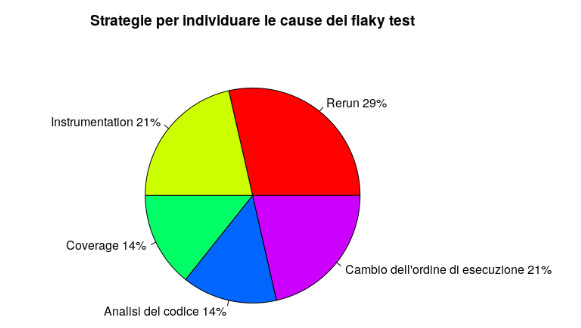 Strategie per individuare le cause dei flaky test
Rerun 29%
Instrumentation 21%
Coverage 14%
Analisi del codice 14%
Cambio dell'ordine di esecuzione 21%